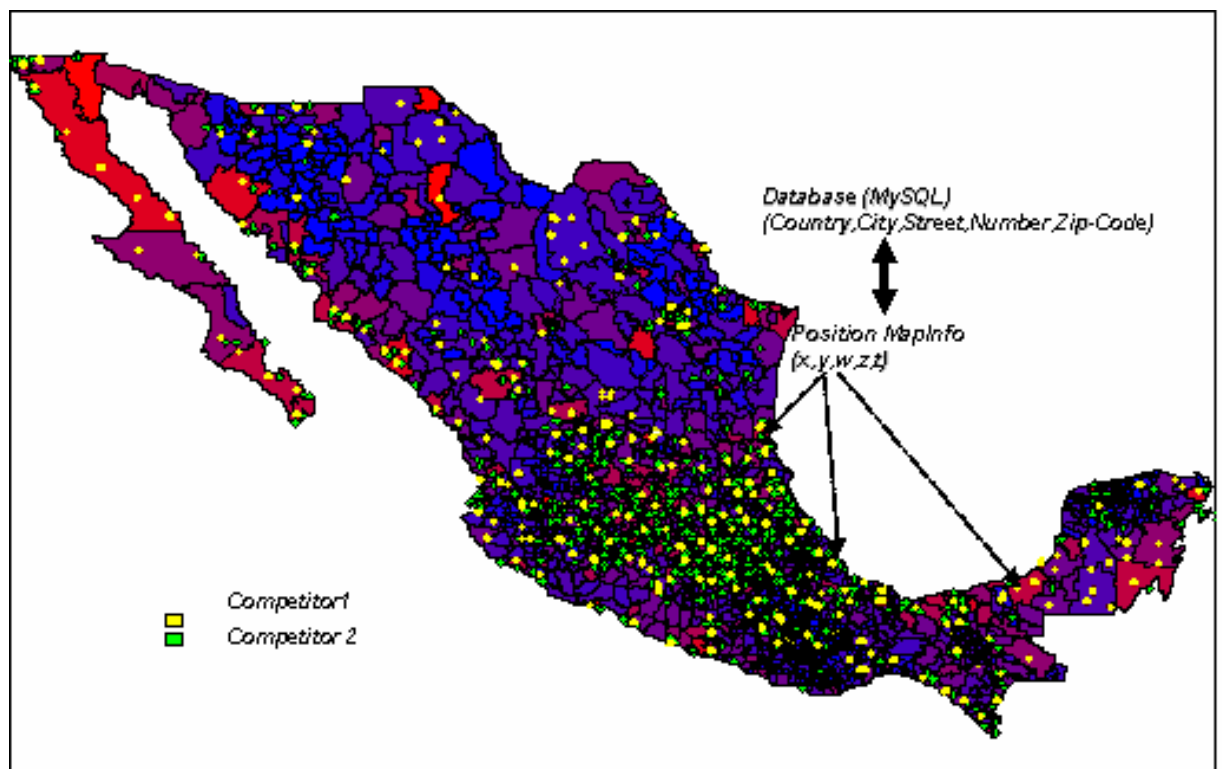 Database (MySQL)
(Country,City,Street,Number,Zip-Code)
Position MapInfo
(x,y,w,z,t)
Competitor1
Competitor 2